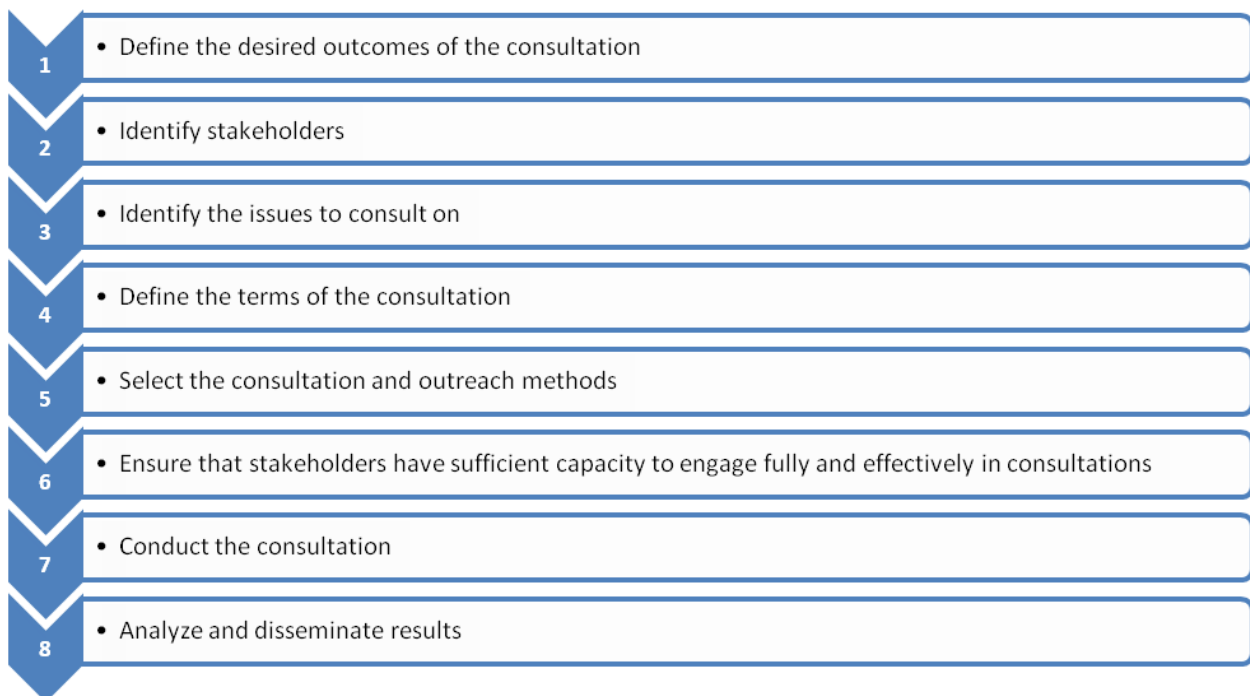 1
• Define the desired outcomes of the consultation
2
• Identify stakeholders
3
• Identify the issues to consult on
4
• Define the terms of the consultation
5
• Select the consultation and outreach methods
6
• Ensure that stakeholders have sufficient capacity to engage fully and effectively in consultations
7
• Conduct the consultation
8
• Analyze and disseminate results